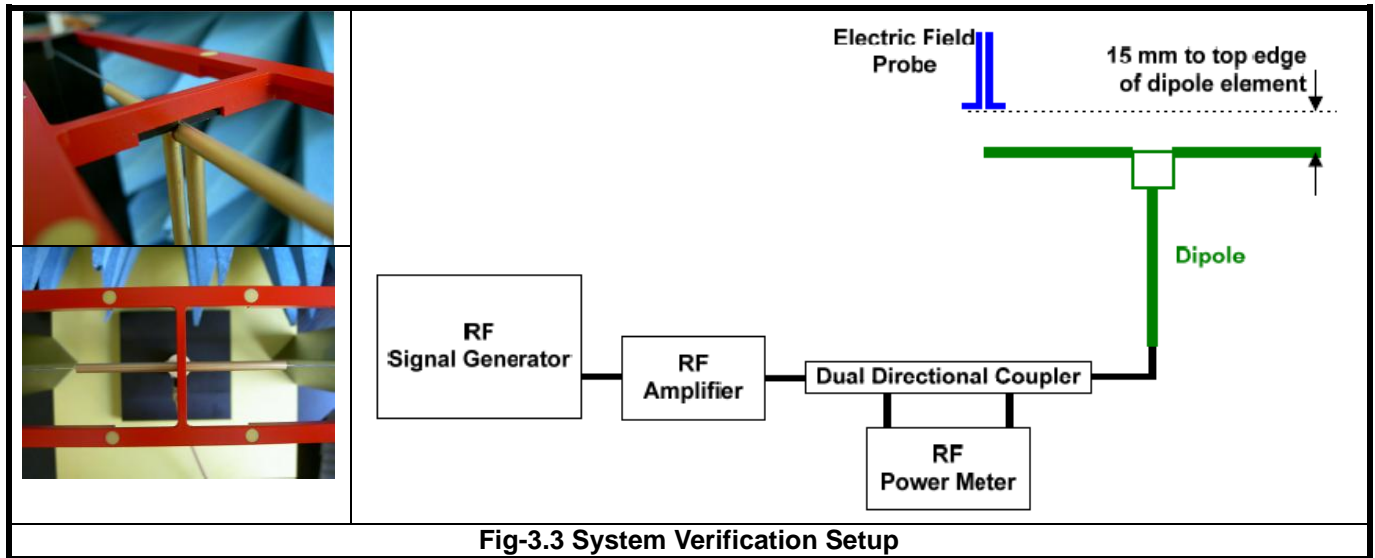 Electric Field
Probe
15 mm to top edge
of dipole element
Dipole
RF
Signal Generator
RF
Amplifier
Dual Directional Coupler
RF
Power Meter
Fig-3.3 System Verification Setup